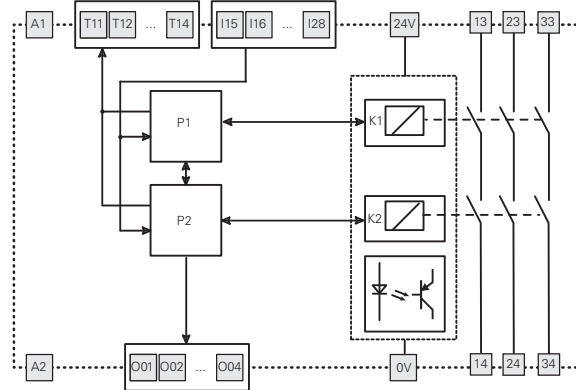 A1 T11 T12 ... T14 I15 I16 ... I28 24V 13 23 33
P1 K1
P2 K2
A2 O01 O02 ... O04 0V 14 24 34